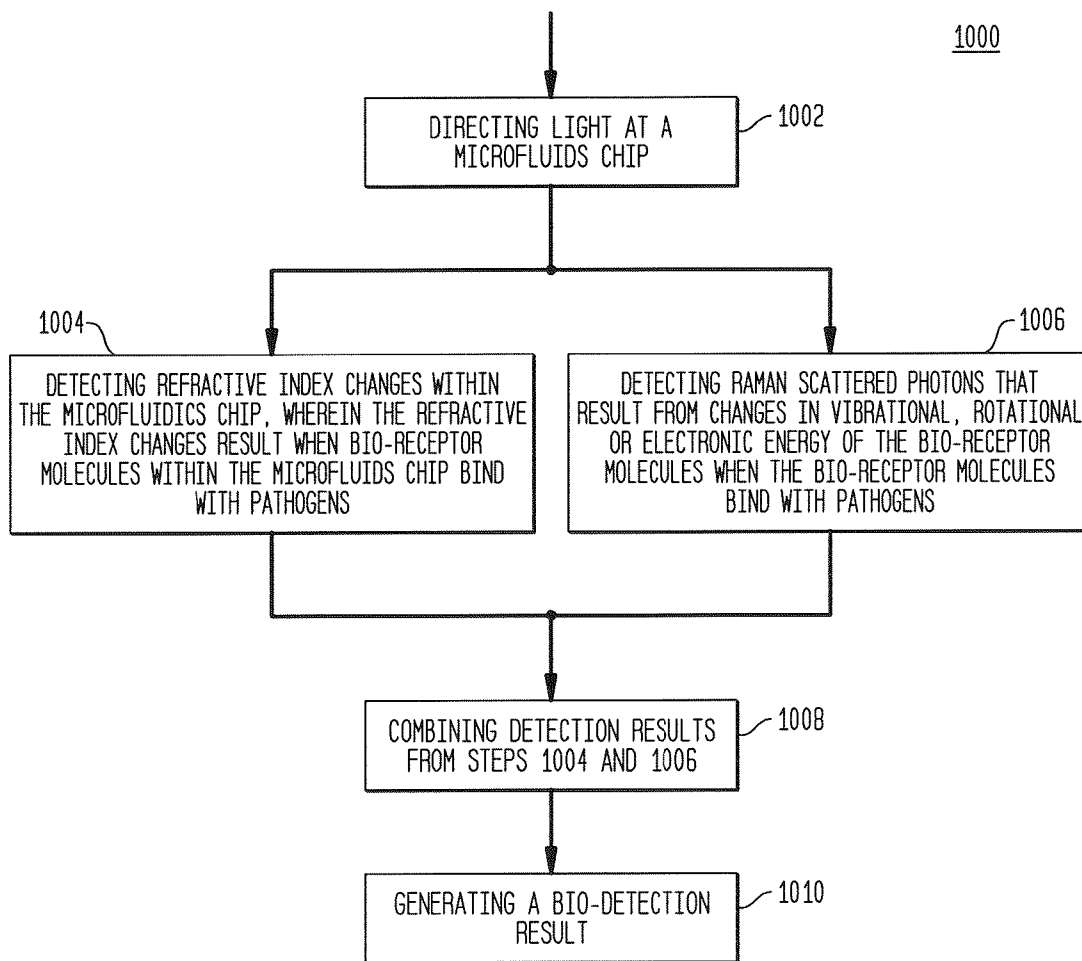 1000
DIRECTING LIGHT AT A
MICROFLUIDS CHIP
1002
1004
DETECTING REFRACTIVE INDEX CHANGES WITHIN
THE MICROFLUIDICS CHIP, WHEREIN THE REFRACTIVE
INDEX CHANGES RESULT WHEN BIO-RECEPTOR
MOLECULES WITHIN THE MICROFLUIDS CHIP BIND
WITH PATHOGENS
1006
DETECTING RAMAN SCATTERED PHOTONS THAT
RESULT FROM CHANGES IN VIBRATIONAL, ROTATIONAL
OR ELECTRONIC ENERGY OF THE BIO-RECEPTOR
MOLECULES WHEN THE BIO-RECEPTOR MOLECULES
BIND WITH PATHOGENS
COMBINING DETECTION RESULTS
FROM STEPS 1004 AND 1006
1008
GENERATING A BIO-DETECTION
RESULT
1010